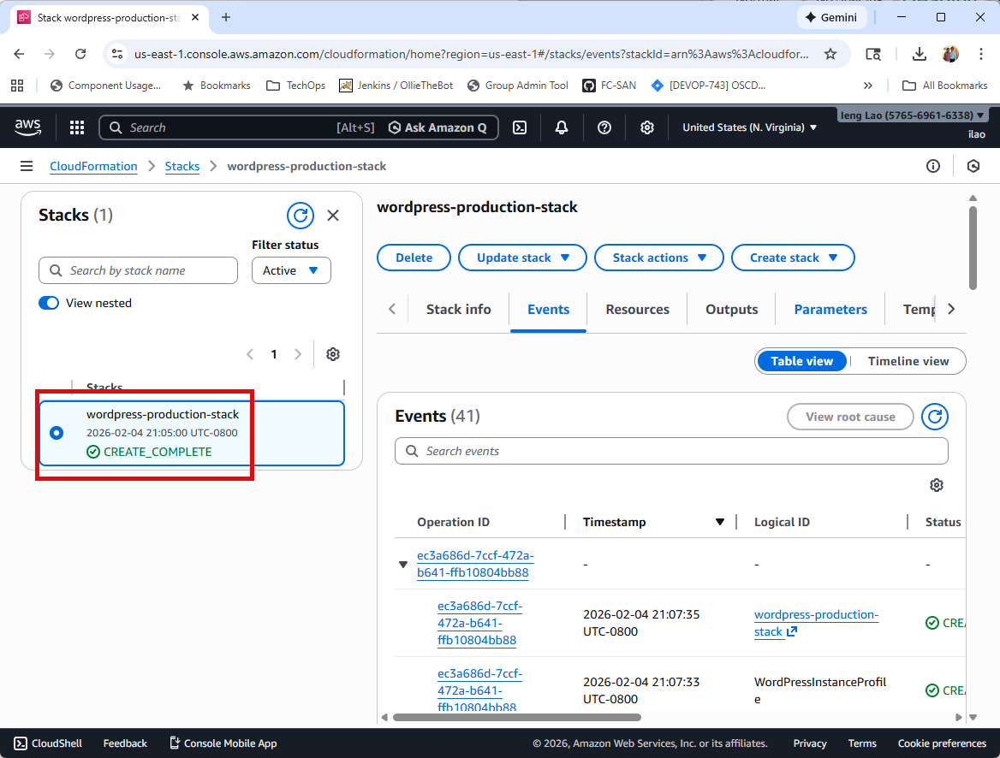 Stack wordpress-production-sta
Gemini
us-east-1.console.aws.amazon.com/cloudformation/home?region=us-east-1#/stacks/events?stackId=arn%3Aaws%3Acloudfor...
Component Usage...
Bookmarks
TechOps
Jenkins / OllieTheBot
Group Admin Tool
FC-SAN
[DEVOP-743] OSCD...
»
All Bookmarks
aws
Search
[Alt+S]
Ask Amazon Q
United States (N. Virginia)
Ieng Lao (5765-6961-6338)
ilao
CloudFormation
Stacks
wordpress-production-stack
Stacks (1)
Filter status
Search by stack name
Active
View nested
1
Stacks
wordpress-production-stack
2026-02-04 21:05:00 UTC-0800
CREATE_COMPLETE
wordpress-production-stack
Delete
Update stack
Stack actions
Create stack
Stack info
Events
Resources
Outputs
Parameters
Temp
Table view
Timeline view
Events (41)
View root cause
Search events
Operation ID
Timestamp
Logical ID
Status
ec3a686d-7ccf-472a-
b641-ffb10804bb88
-
-
-
ec3a686d-7ccf-
472a-b641-
ffb10804bb88
2026-02-04 21:07:35
UTC-0800
wordpress-production-
stack
CREA
ec3a686d-7ccf-
472a-b641-
ffb10804bb88
2026-02-04 21:07:33
UTC-0800
WordPressInstanceProfil
e
CREA
CloudShell
Feedback
Console Mobile App
© 2026, Amazon Web Services, Inc. or its affiliates.
Privacy
Terms
Cookie preferences